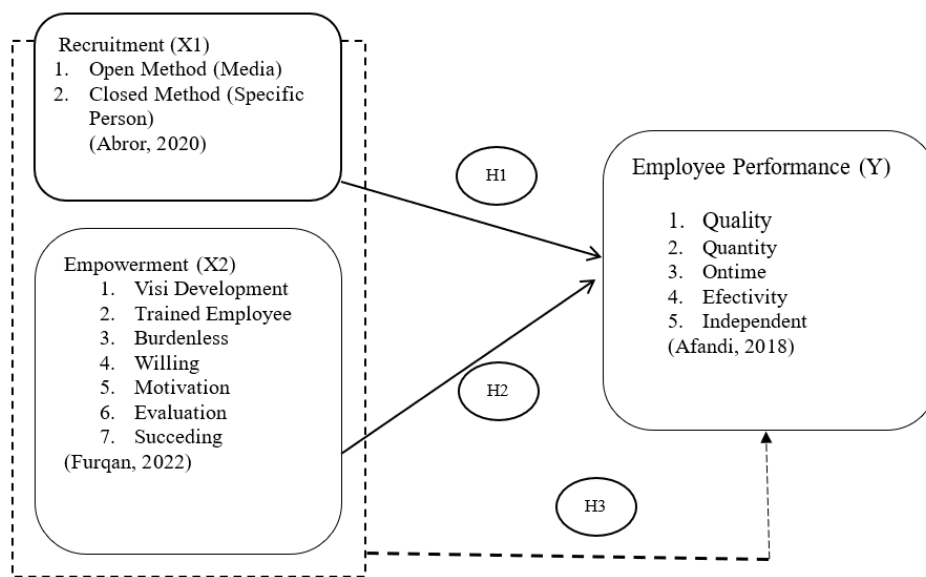 Recruitment (X1)
1. Open Method (Media)
2. Closed Method (Specific
Person)
(Abror, 2020)
Empowerment (X2)
1. Visi Development
2. Trained Employee
3. Burdenless
4. Willing
5. Motivation
6. Evaluation
7. Succeding
(Furqan, 2022)
H1
H2
H3
Employee Performance (Y)
1. Quality
2. Quantity
3. Ontime
4. Efectivity
5. Independent
(Afandi, 2018)